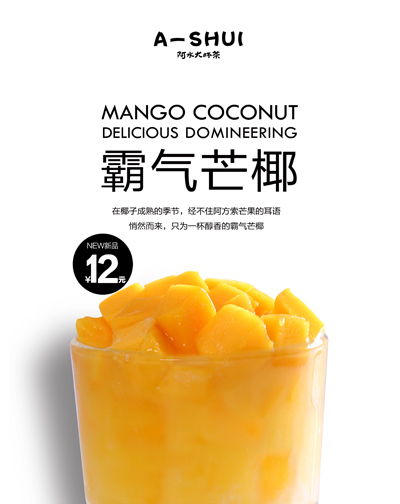 A-SHUI
阿水大杯茶
MANGO COCONUT
DELICIOUS DOMINEERING
霸气芒椰
在椰子成熟的季节，经不住阿方索芒果的耳语
悄然而来，只为一杯醇香的霸气芒椰
NEW新品
¥12元